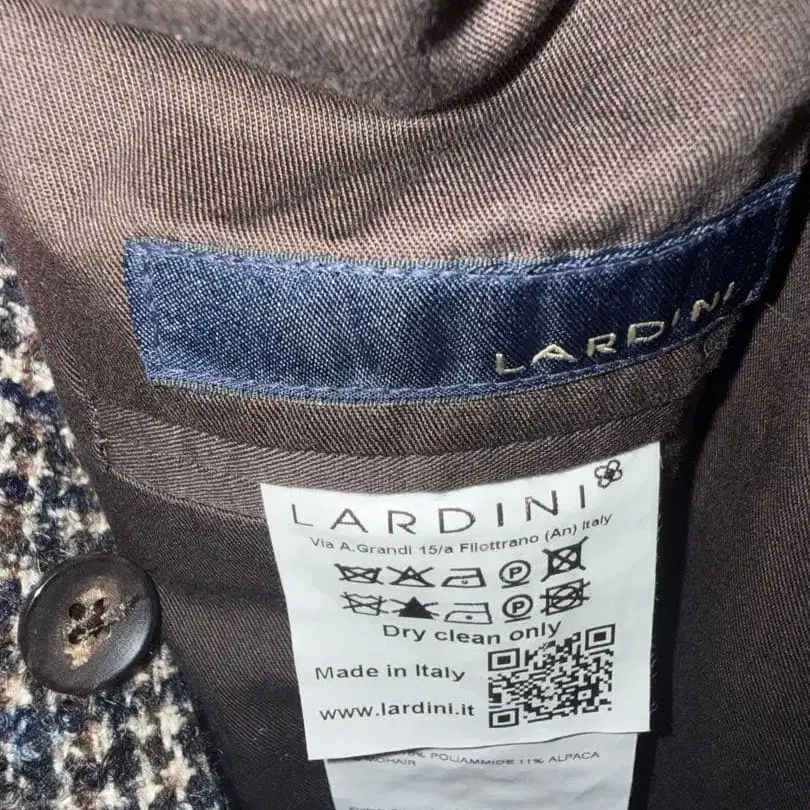 LARDINI
LARDINI
Via A.Grandi 15/a Filottrano (An) Italy
P
P
Dry clean only
Made in Italy
www.lardini.it
POLIAMMIDE 11% ALPACA
MOHAIR